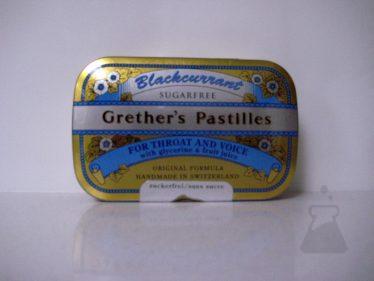 Blackcurrant
SUGARFREE
Grether's Pastilles
FOR THROAT AND VOICE
with glycerine & fruit juice
ORIGINAL FORMULA
HANDMADE IN SWITZERLAND
zuckerfrei/sans sucre